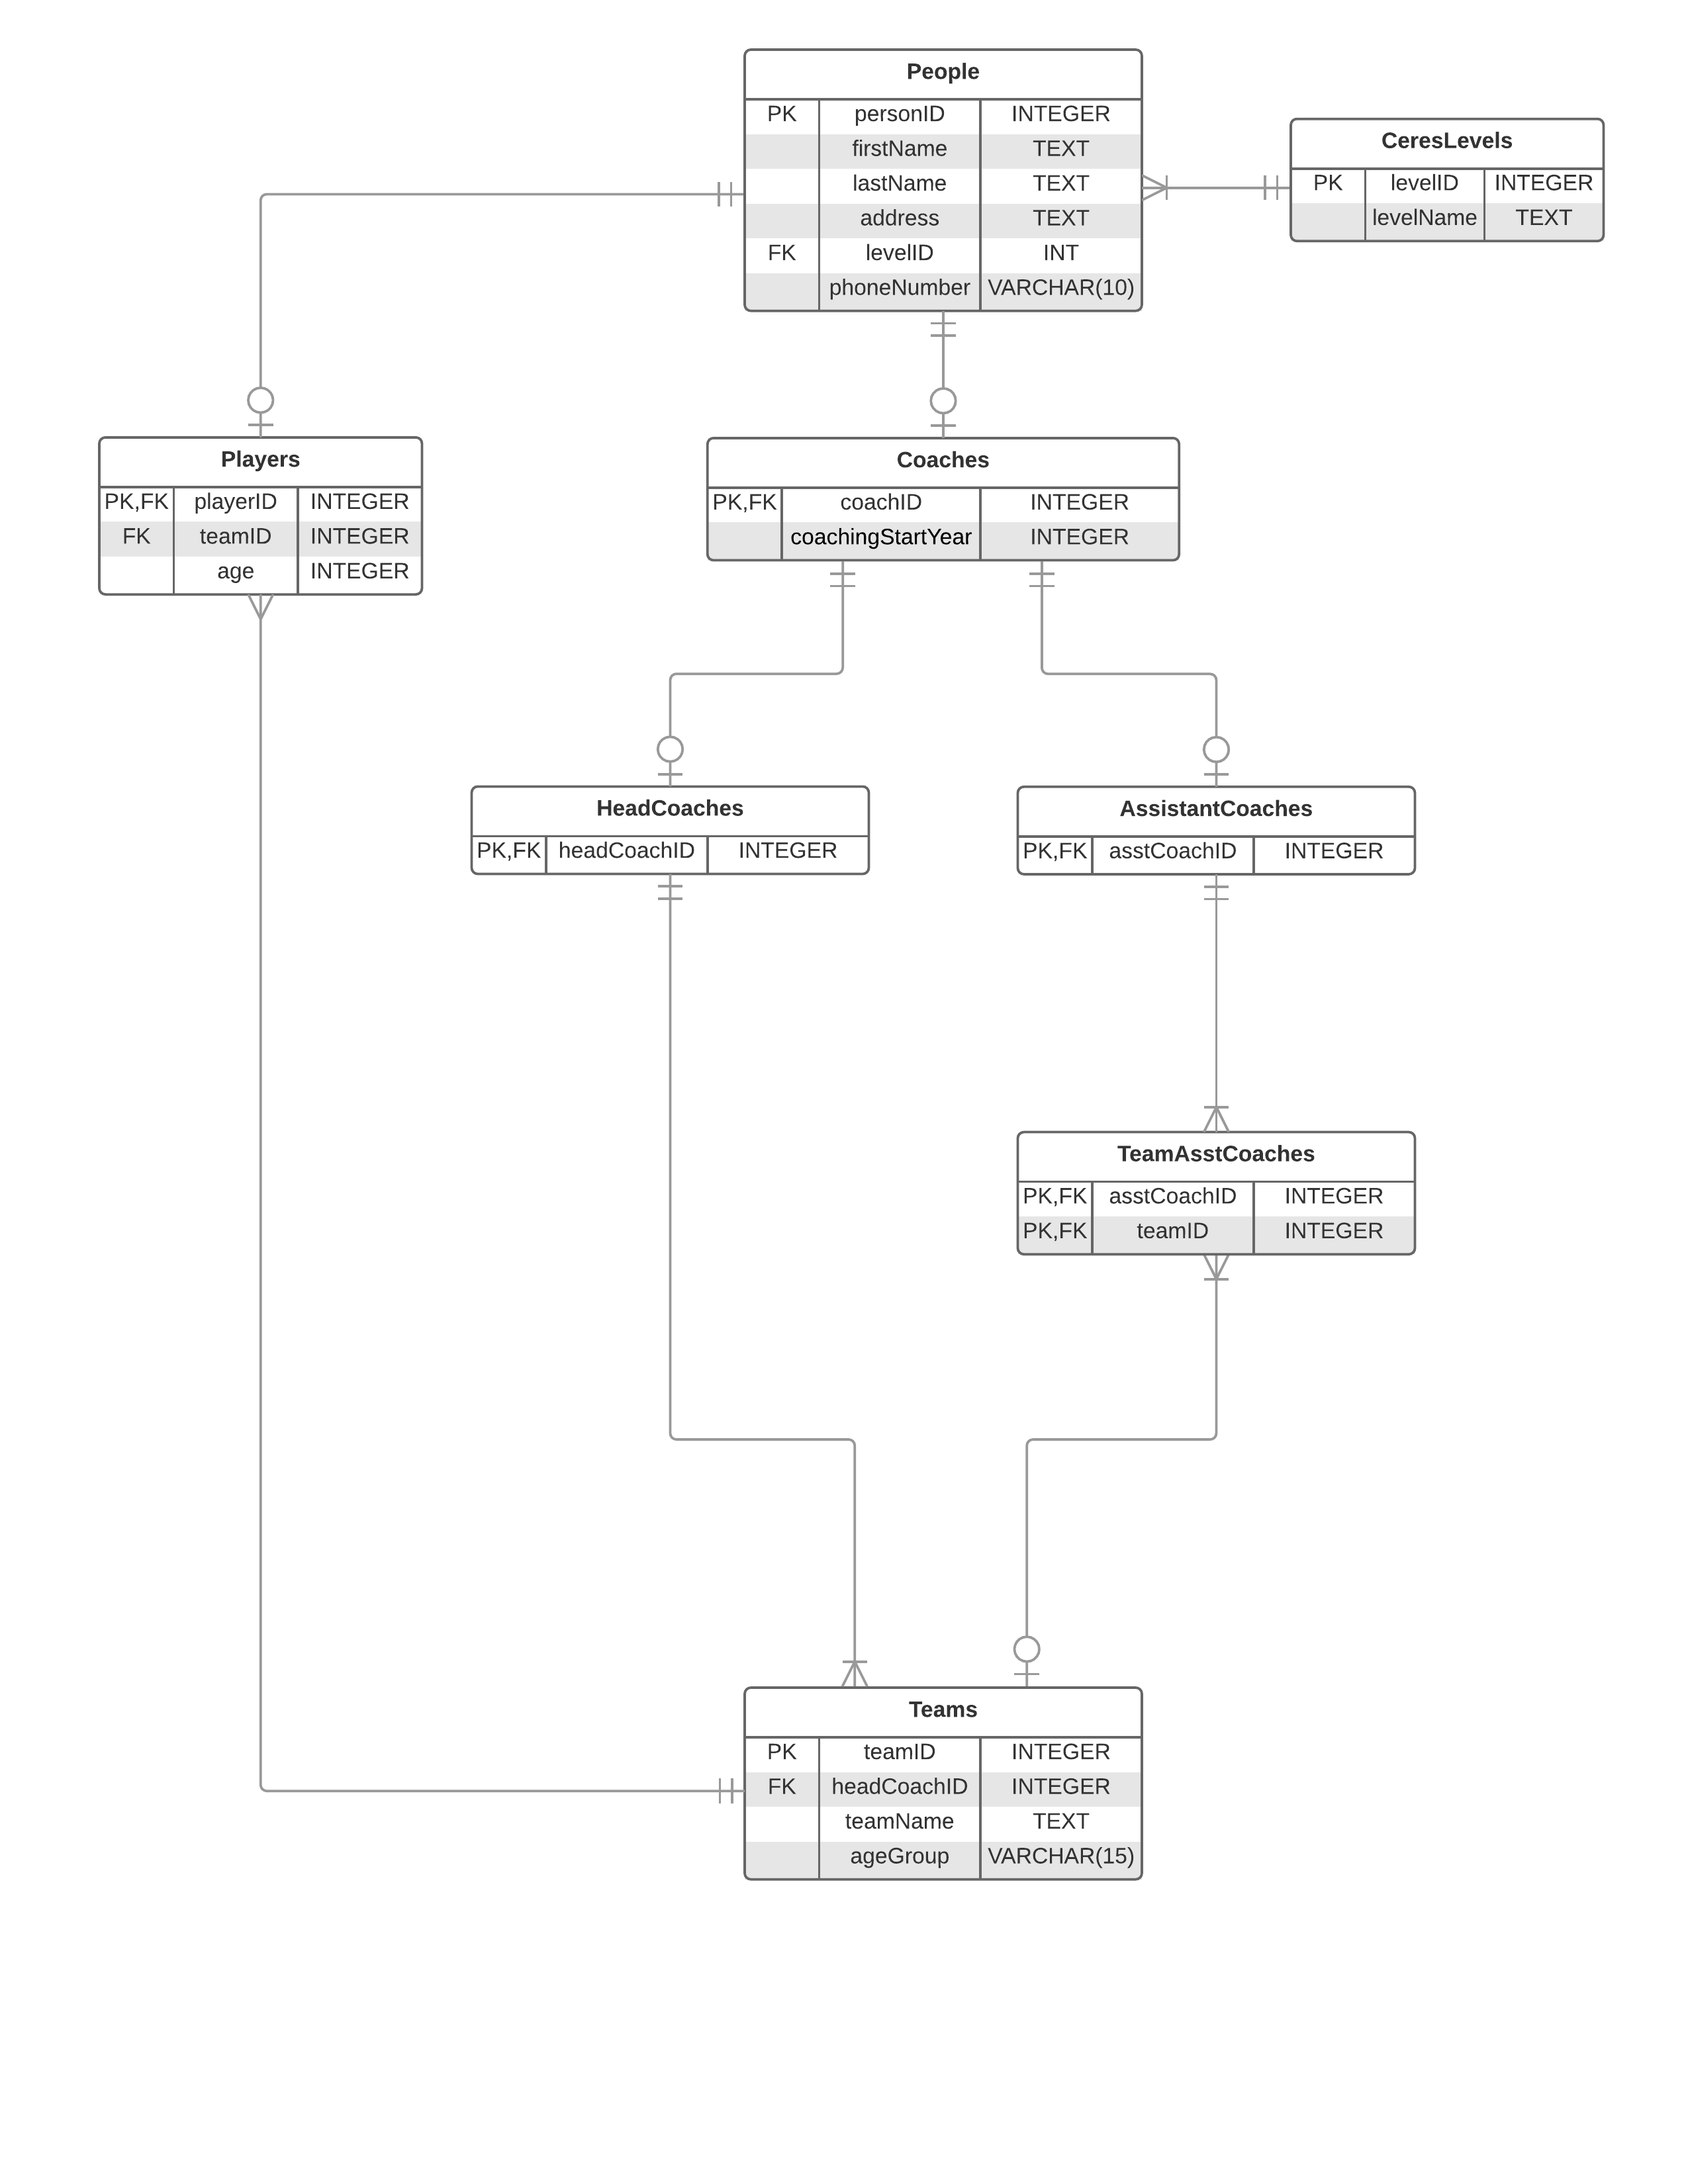 People
PK personID INTEGER
firstName TEXT
lastName TEXT
address TEXT
FK levelID INT
phoneNumber VARCHAR(10)
CeresLevels
PK levelID INTEGER
levelName TEXT
Players
PK,FK playerID INTEGER
FK teamID INTEGER
age INTEGER
Coaches
PK,FK coachID INTEGER
coachingStartYear INTEGER
HeadCoaches
PK,FK headCoachID INTEGER
AssistantCoaches
PK,FK asstCoachID INTEGER
TeamAsstCoaches
PK,FK asstCoachID INTEGER
PK,FK teamID INTEGER
Teams
PK teamID INTEGER
FK headCoachID INTEGER
teamName TEXT
ageGroup VARCHAR(15)